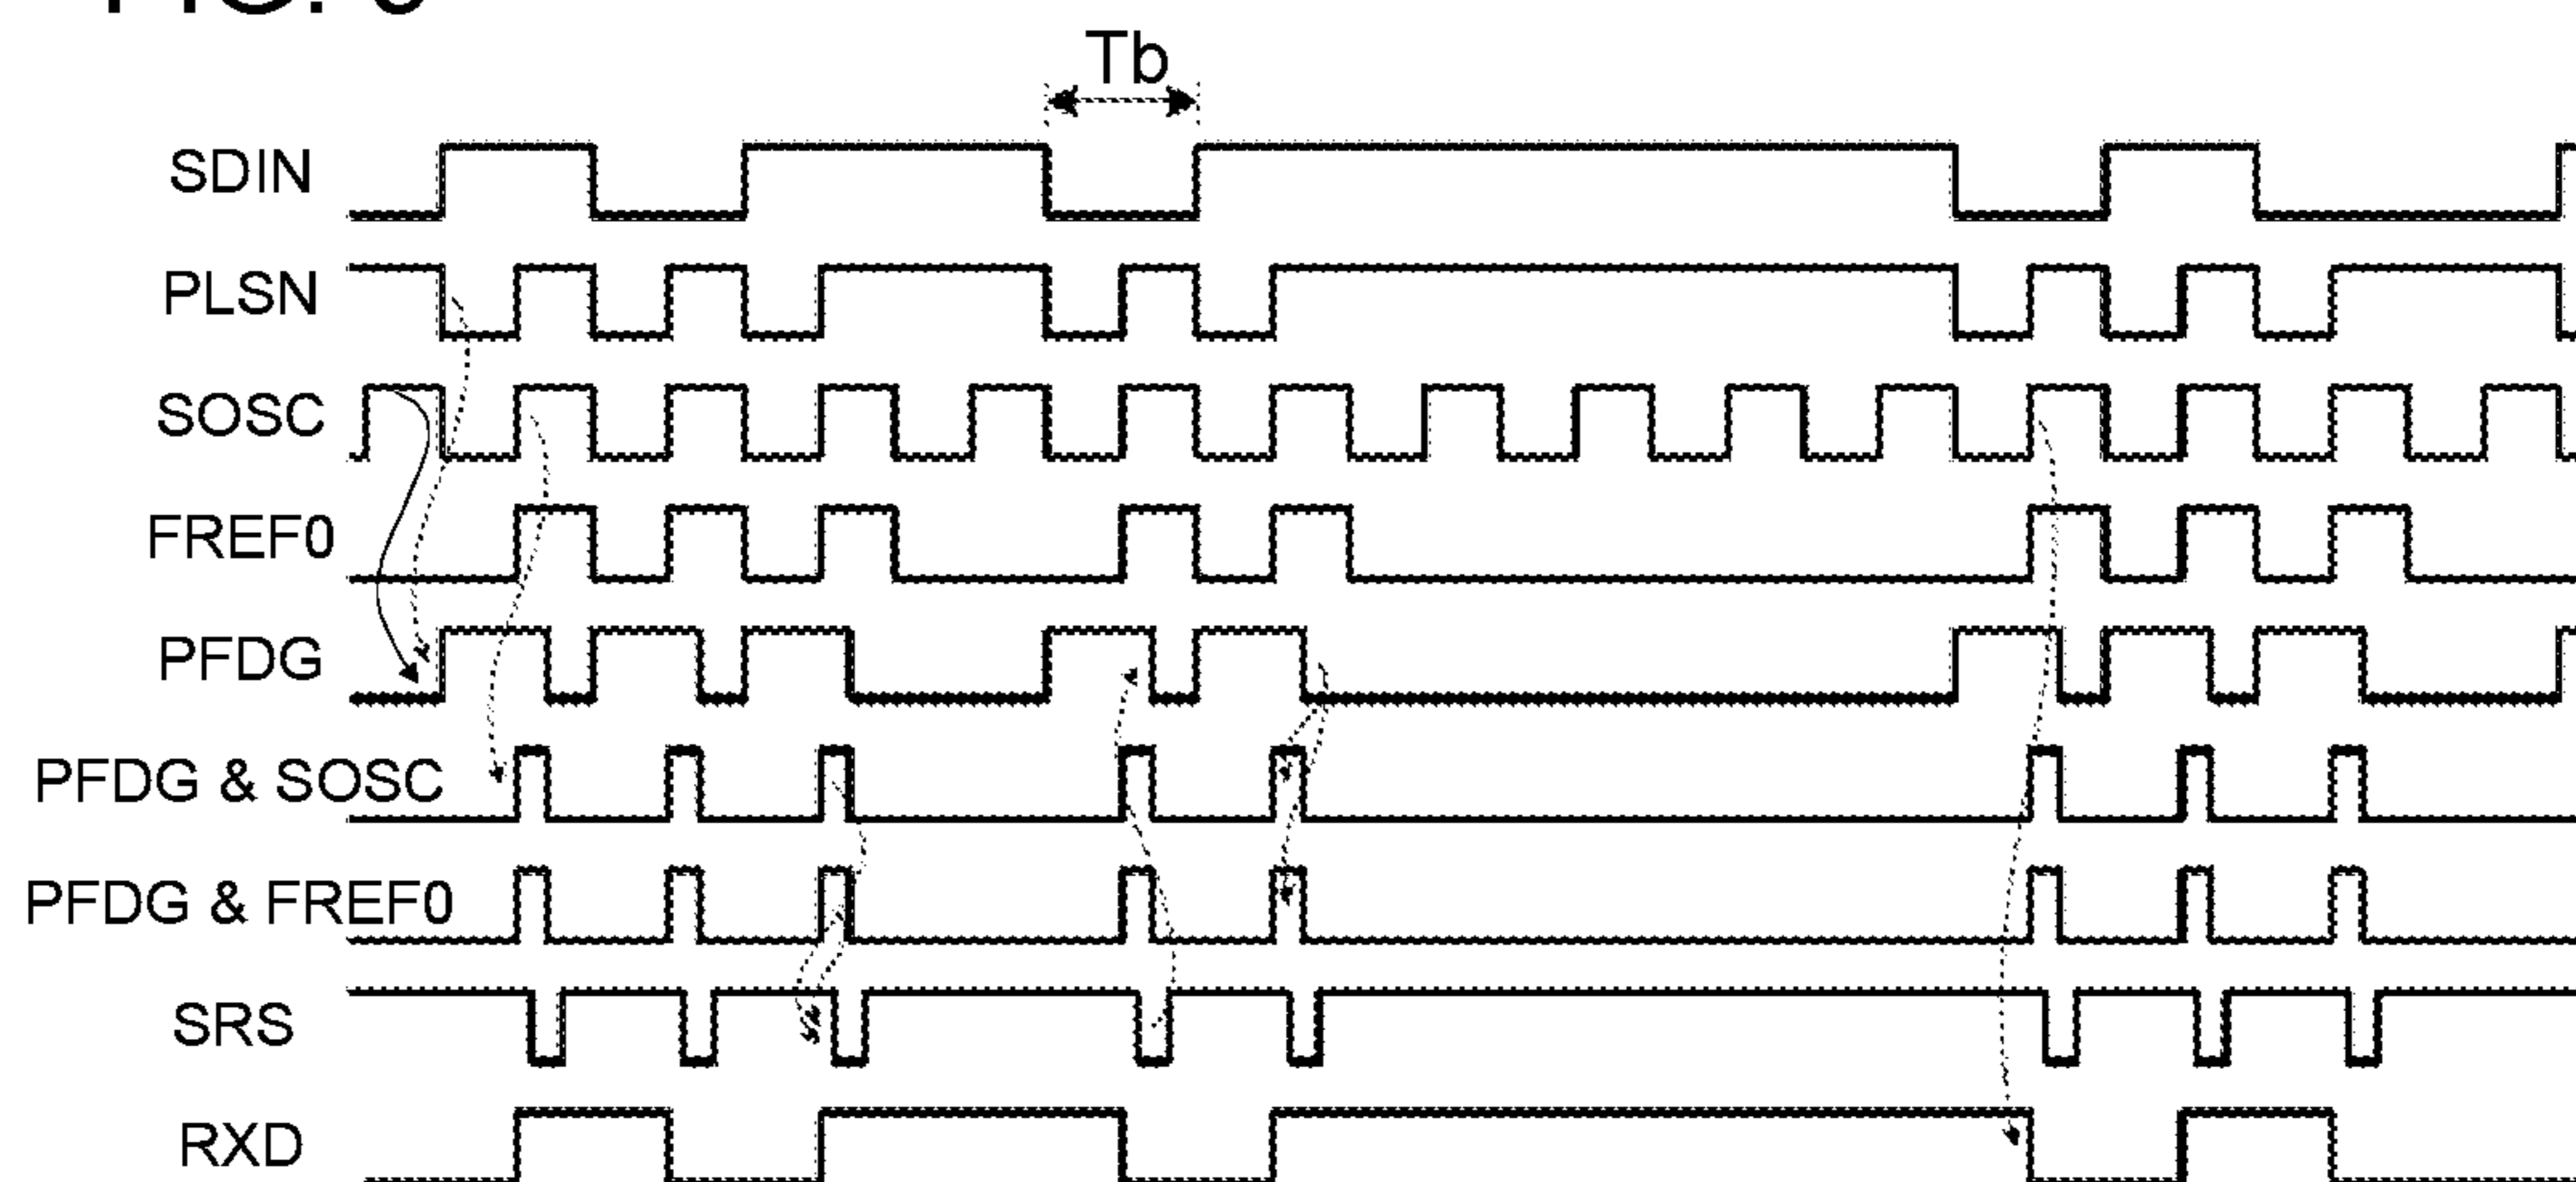 Tb
SDIN
PLSN
SOSC
FREF0
PFDG
PFDG & SOSC
PFDG & FREF0
SRS
RXD